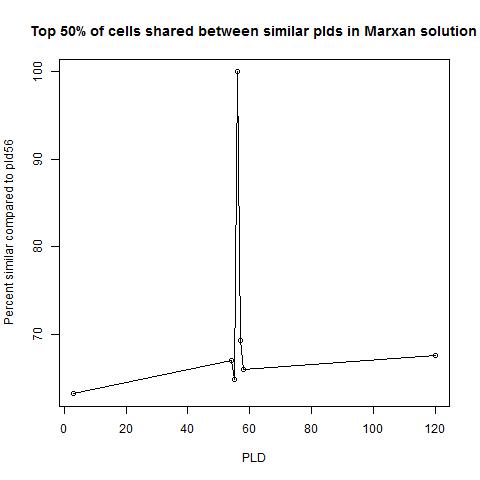 Top 50% of cells shared between similar plds in Marxan solution
Percent similar compared to pld56
100
90
80
70
0 20 40 60 80 100 120
PLD